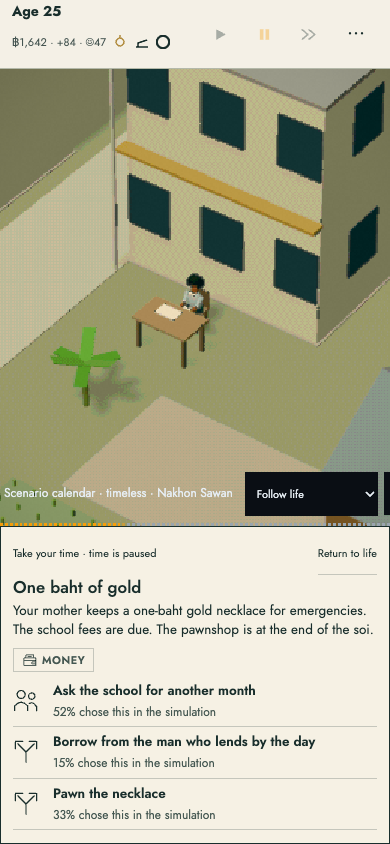 Age 25
฿1,642 · +84 · ◎47
Scenario calendar · timeless · Nakhon Sawan
Follow life
Take your time · time is paused
Return to life
One baht of gold
Your mother keeps a one-baht gold necklace for emergencies.
The school fees are due. The pawnshop is at the end of the soi.
MONEY
Ask the school for another month
52% chose this in the simulation
Borrow from the man who lends by the day
15% chose this in the simulation
Pawn the necklace
33% chose this in the simulation